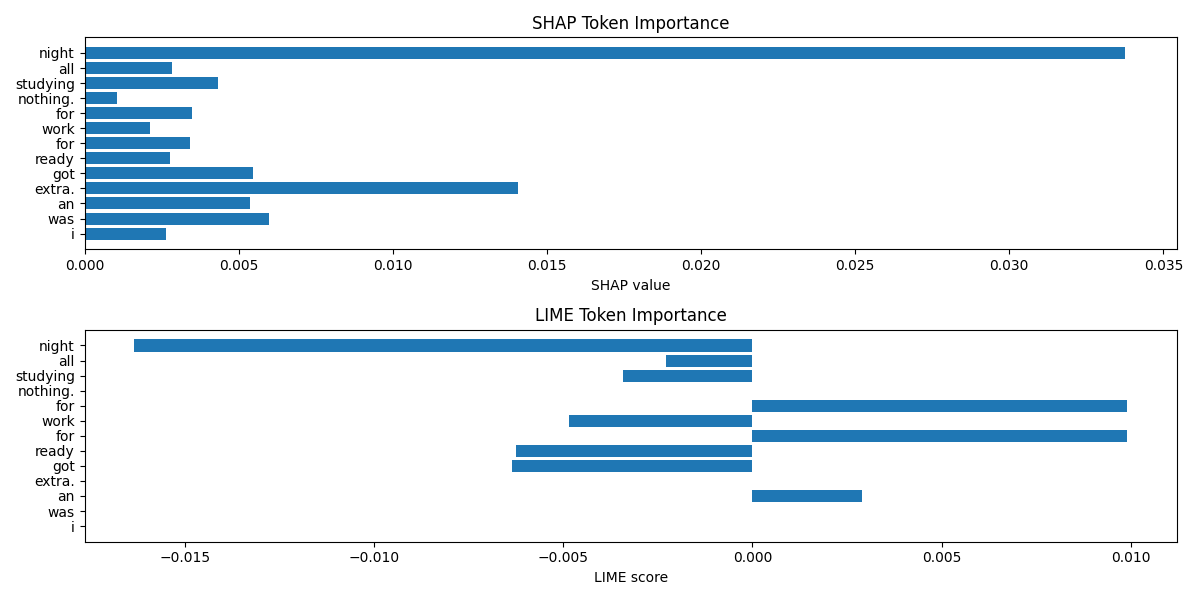 SHAP Token Importance
night
all
studying
nothing.
for
work
for
ready
got
extra.
an
was
i
0.000 0.005 0.010 0.015 0.020 0.025 0.030 0.035
SHAP value
LIME Token Importance
night
all
studying
nothing.
for
work
for
ready
got
extra.
an
was
i
−0.015 −0.010 −0.005 0.000 0.005 0.010
LIME score